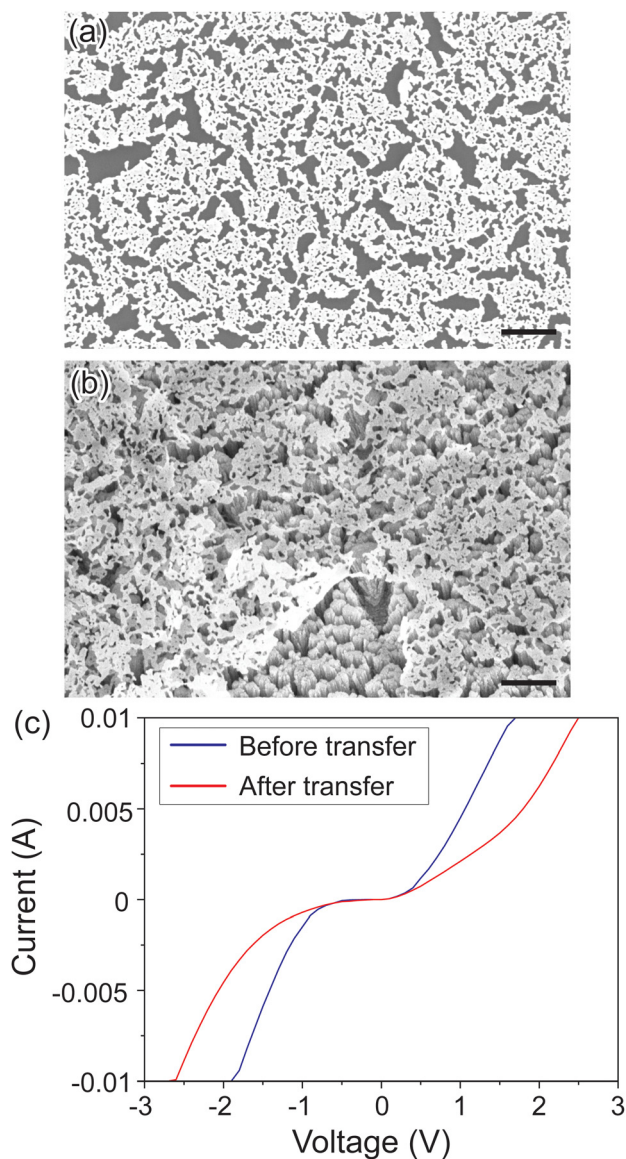 (a)
(b)
(c)
0.01
0.005
0
-0.005
-0.01
Current (A)
Before transfer
After transfer
-3 -2 -1 0 1 2 3
Voltage (V)